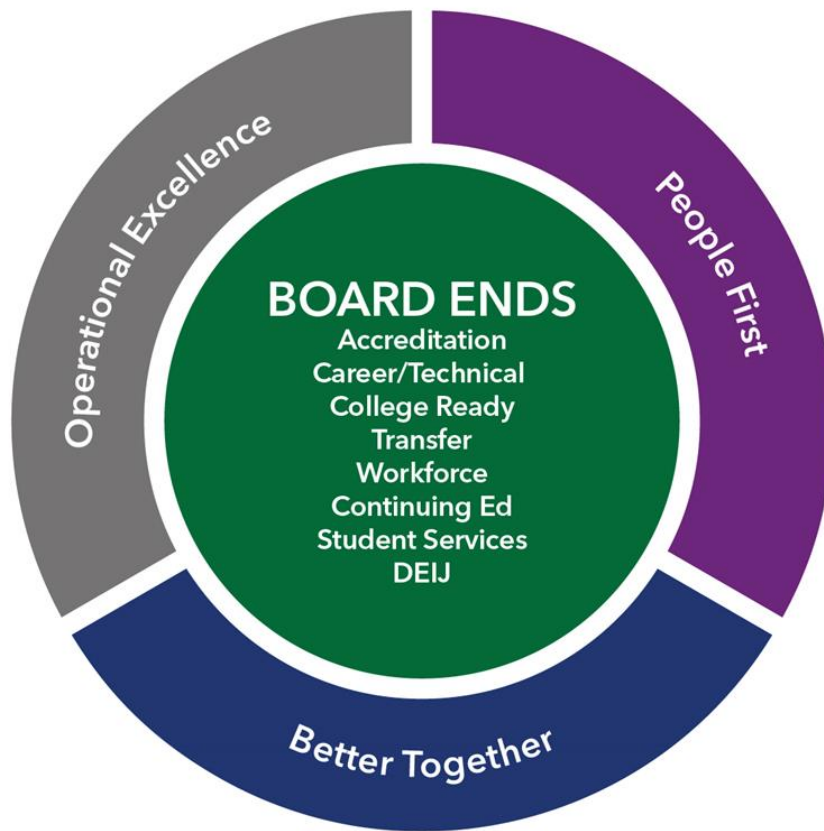 Operational Excellence
People First
BOARD ENDS
Accreditation
Career/Technical
College Ready
Transfer
Workforce
Continuing Ed
Student Services
DEIJ
Better Together